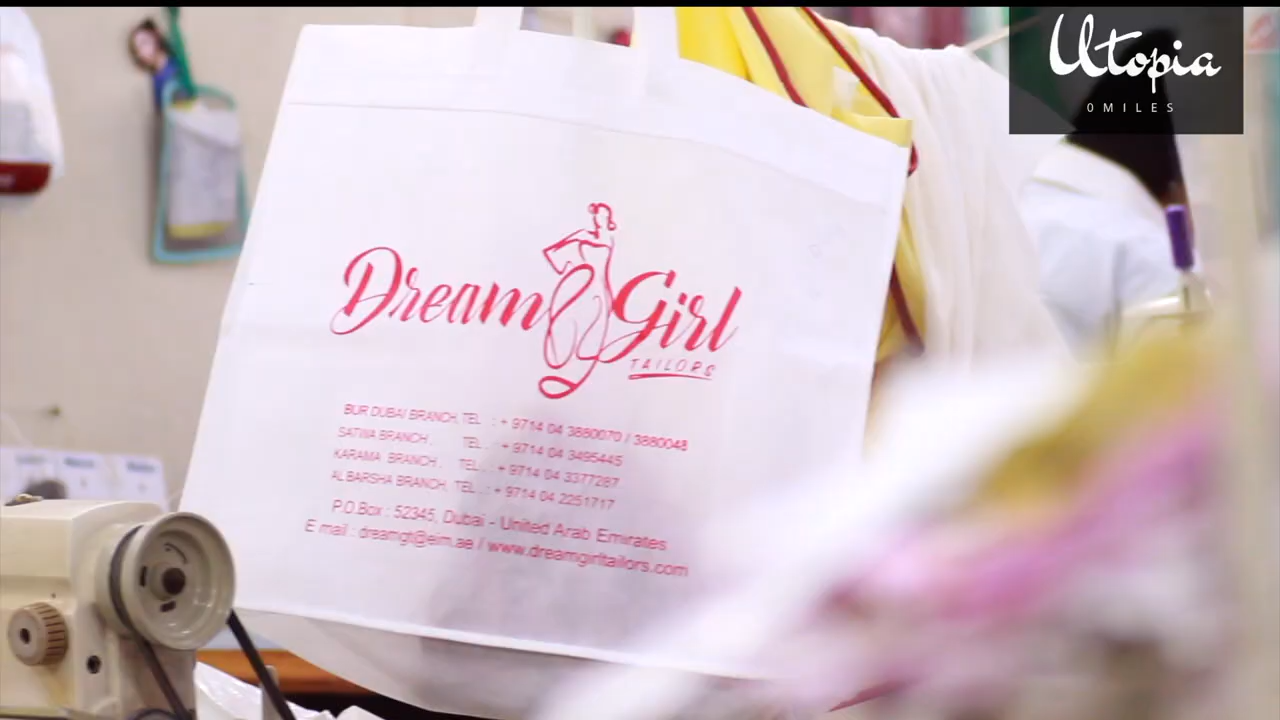 Utopia
0MILES
Dream Girl
TAILORS
BUR DUBAI BRANCH. TEL : + 9714 04 3880070 / 3880048
SATWA BRANCH . TEL . : + 9714 04 3495445
KARAMA BRANCH . TEL . : + 9714 04 3377287
AL BARSHA BRANCH. TEL . : + 9714 04 2251717
P.O.Box : 52345, Dubai - United Arab Emirates
E mail : dreamgt@eim.ae / www.dreamgirltailors.com